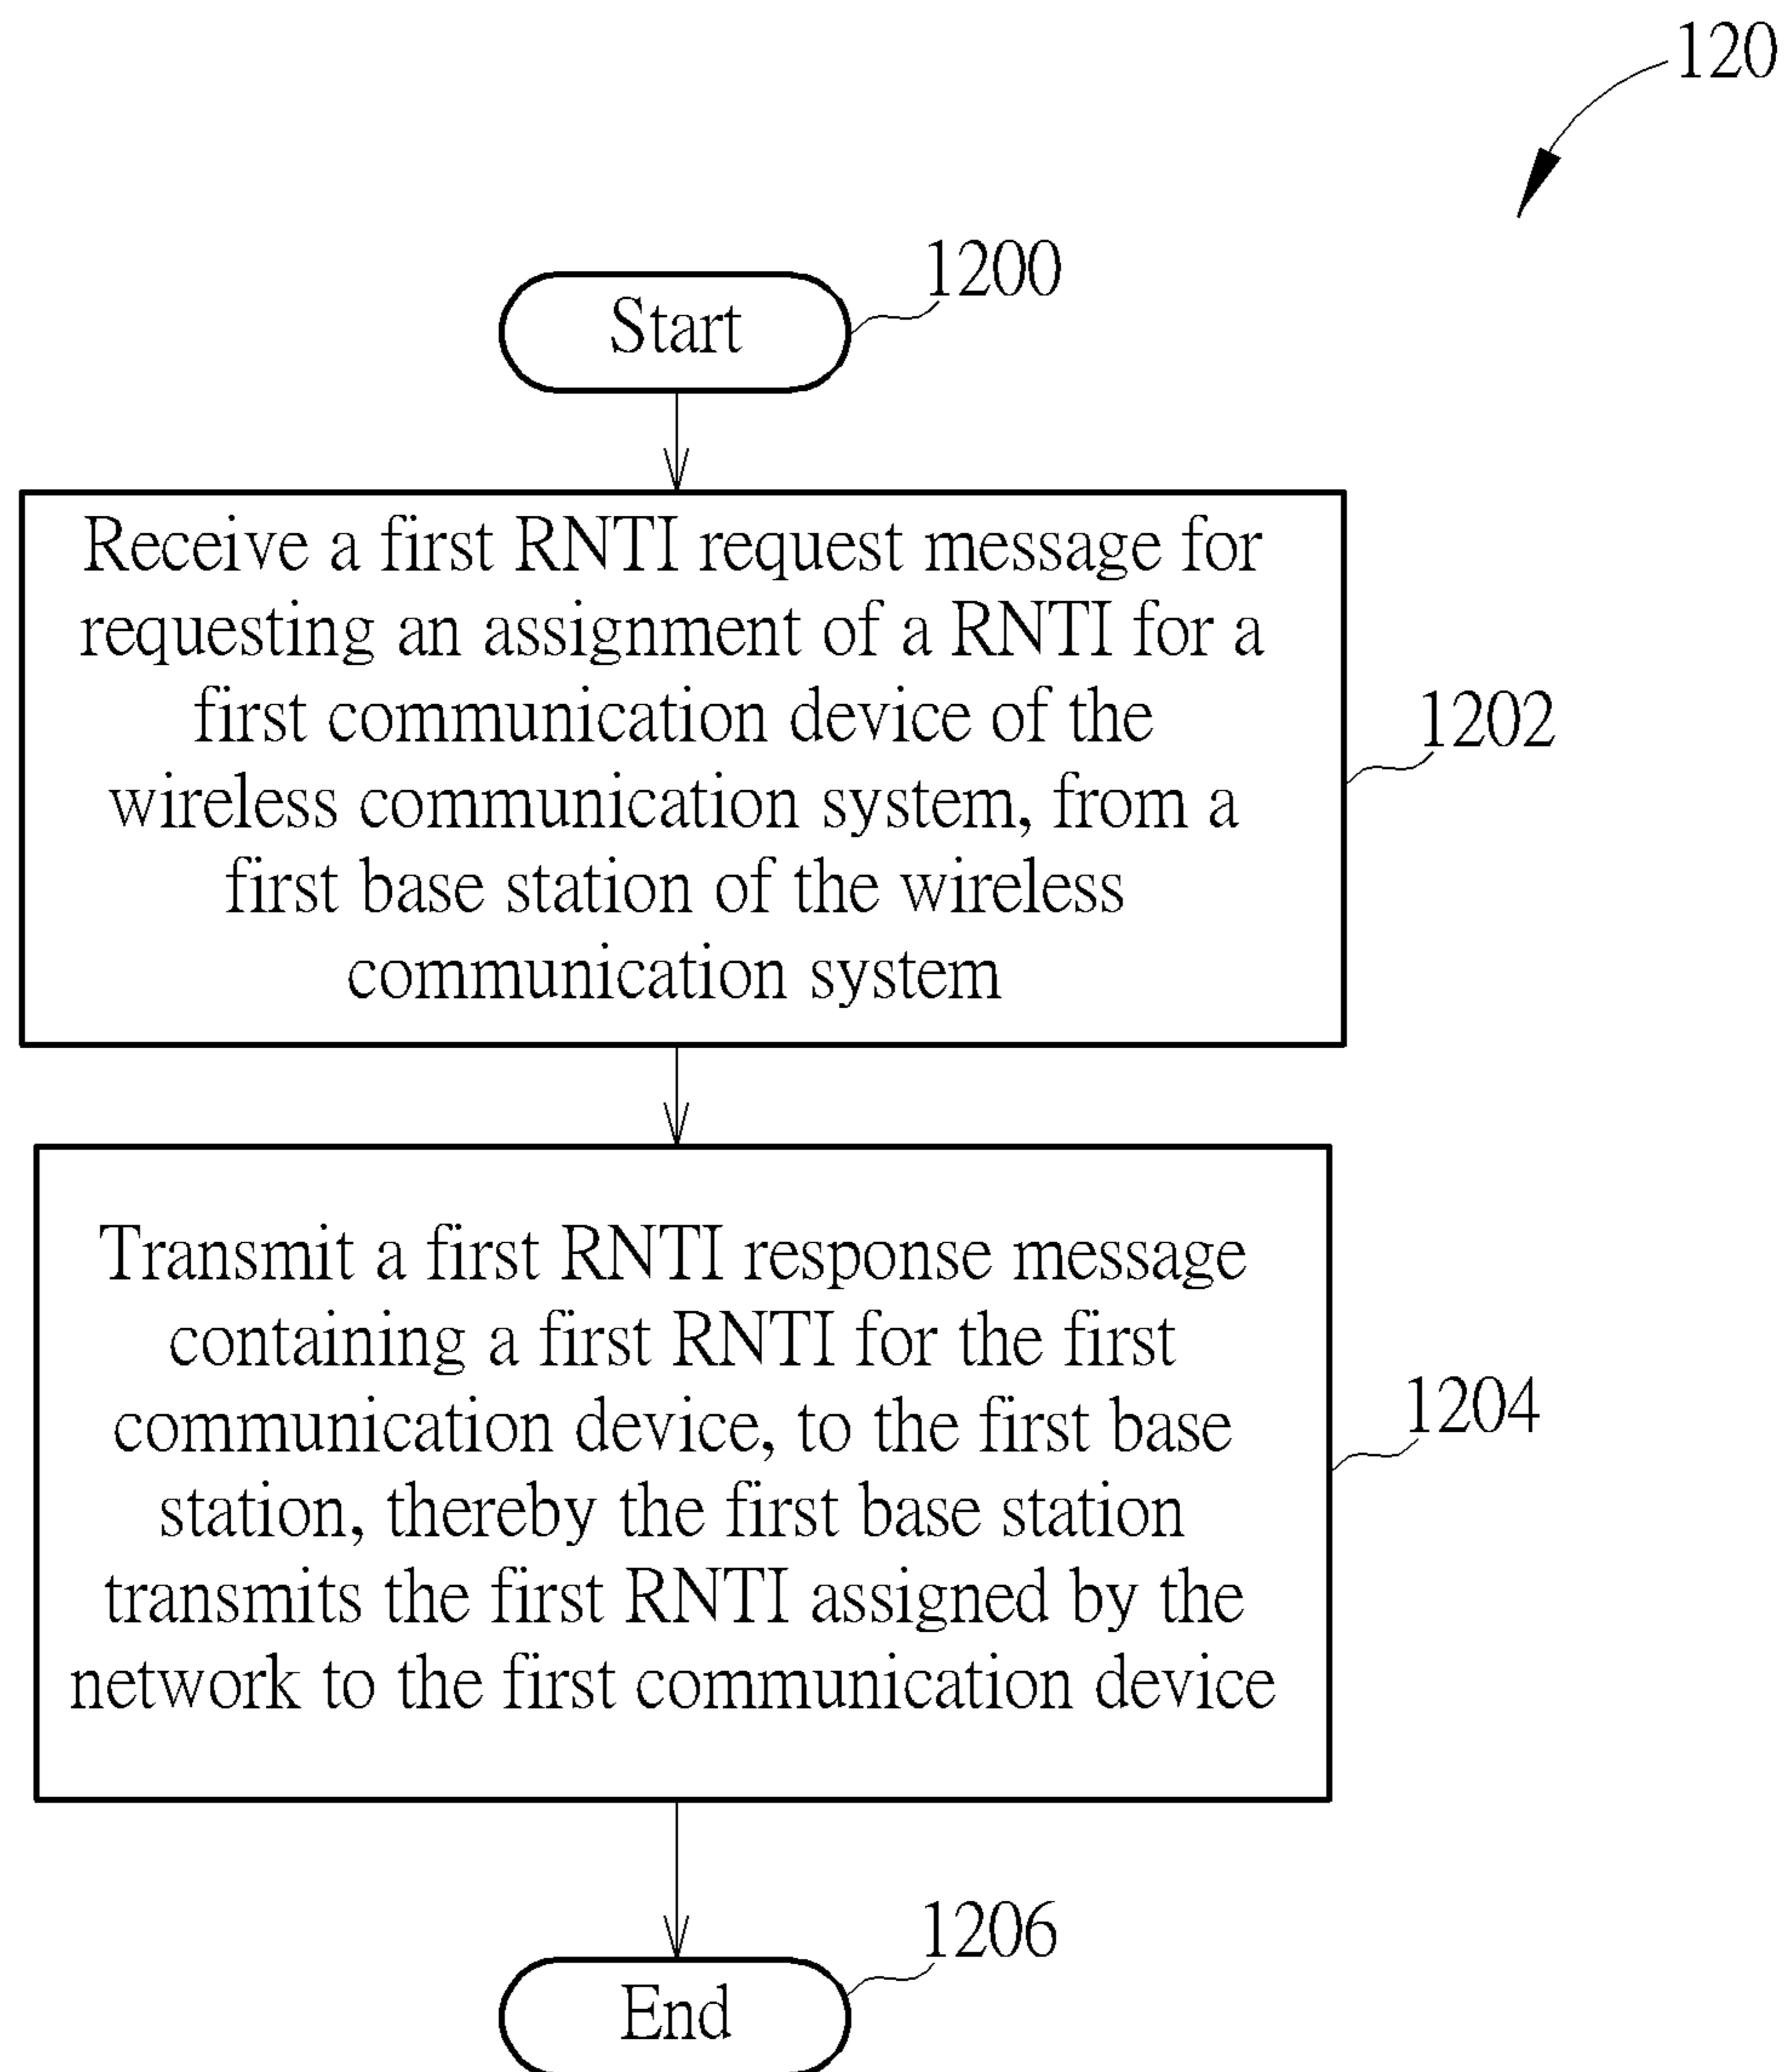 120
1200
Start
Receive a first RNTI request message for
requesting an assignment of a RNTI for a
first communication device of the
wireless communication system, from a
first base station of the wireless
communication system
1202
Transmit a first RNTI response message
containing a first RNTI for the first
communication device, to the first base
station, thereby the first base station
transmits the first RNTI assigned by the
network to the first communication device
1204
1206
End